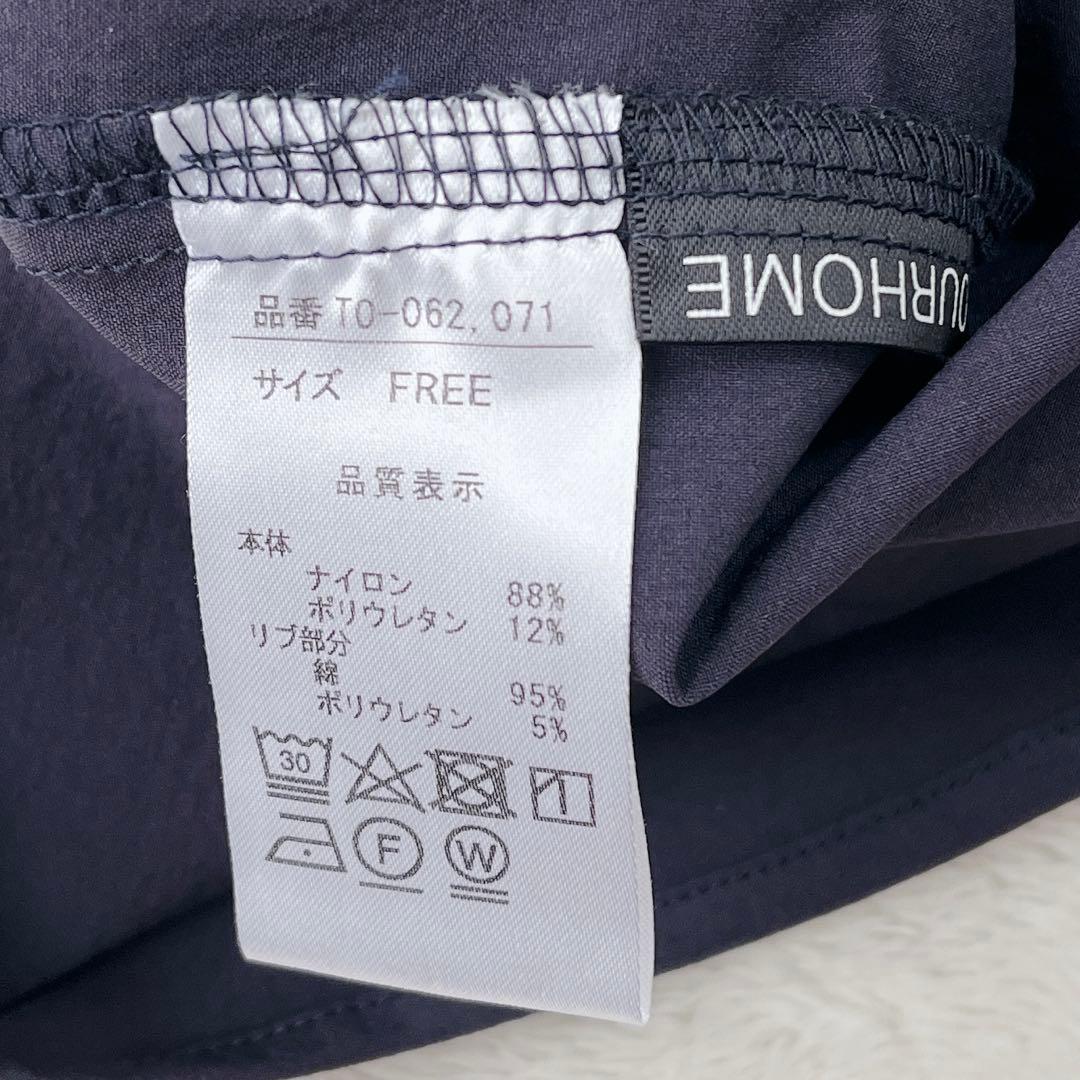 品番 TO-062,071
サイズ FREE
品質表示
本体
ナイロン 88%
ポリウレタン 12%
リブ部分
綿 95%
ポリウレタン 5%
30
F
W
OURHOME